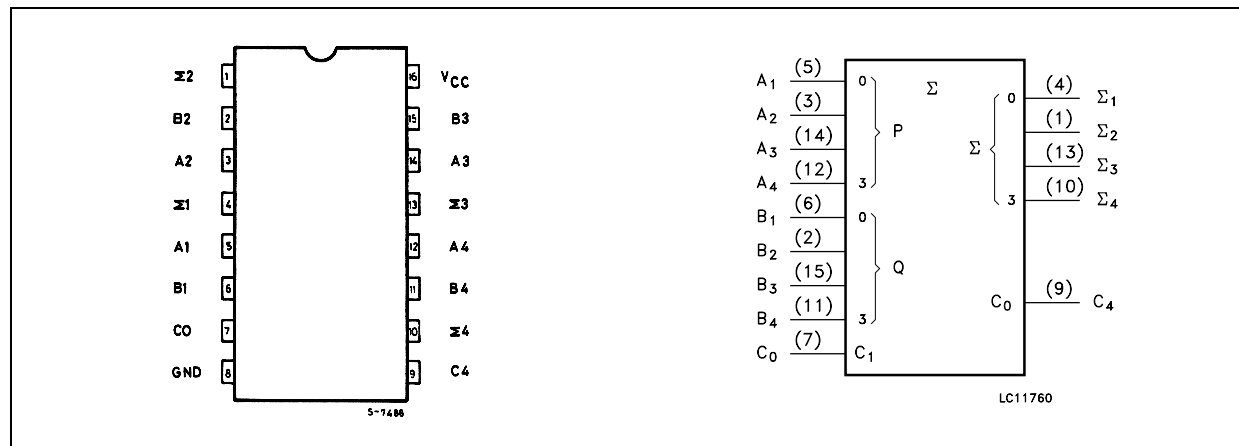 Σ2 1 16 VCC
B2 2 15 B3
A2 3 14 A3
Σ1 4 13 Σ3
A1 5 12 A4
B1 6 11 B4
CO 7 10 Σ4
GND 8 9 C4
S-7486
A1 (5) 0 Σ
A2 (3) P
A3 (14)
A4 (12) 3
B1 (6) 0
B2 (2) Q
B3 (15)
B4 (11) 3
C0 (7) C1
0 (4) Σ1
Σ (1) Σ2
(13) Σ3
3 (10) Σ4
C0 (9) C4
LC11760